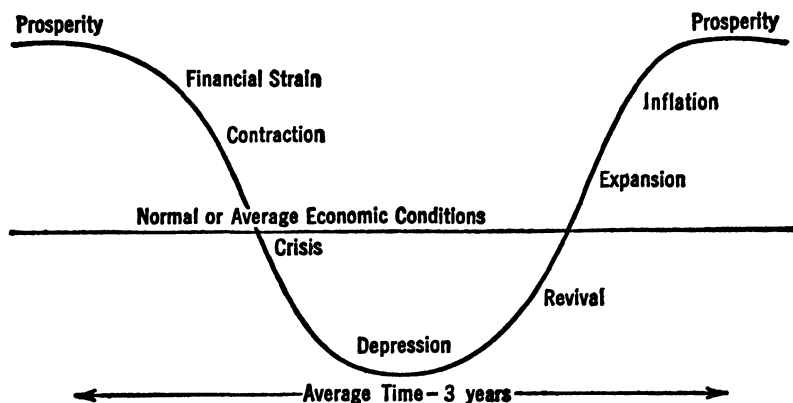 Prosperity
Prosperity
Financial Strain
Inflation
Contraction
Expansion
Normal or Average Economic Conditions
Crisis
Revival
Depression
Average Time - 3 years